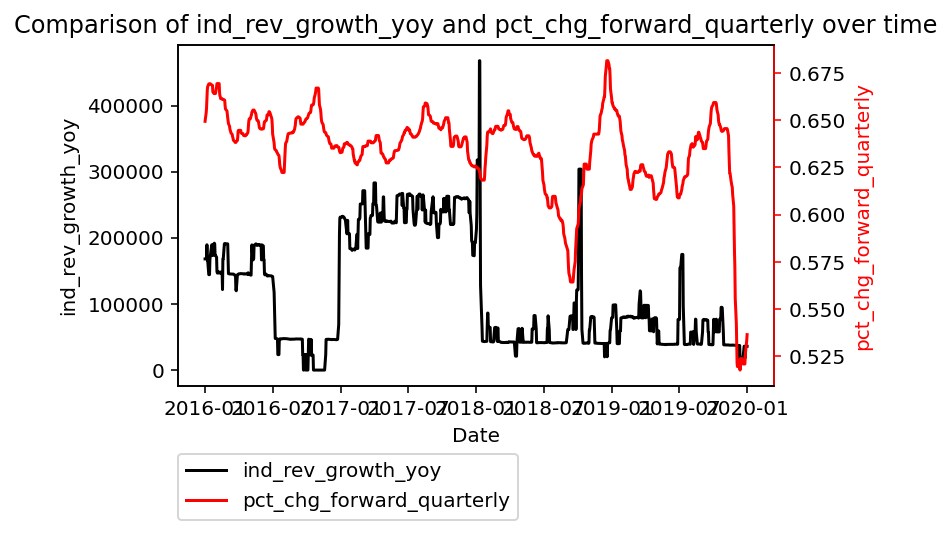 Comparison of ind_rev_growth_yoy and pct_chg_forward_quarterly over time
ind_rev_growth_yoy
400000
300000
200000
100000
0
0.675
0.650
0.625
0.600
0.575
0.550
0.525
pct_chg_forward_quarterly
2016-01 2016-07 2017-01 2017-07 2018-01 2018-07 2019-01 2019-07 2020-01
Date
ind_rev_growth_yoy
pct_chg_forward_quarterly